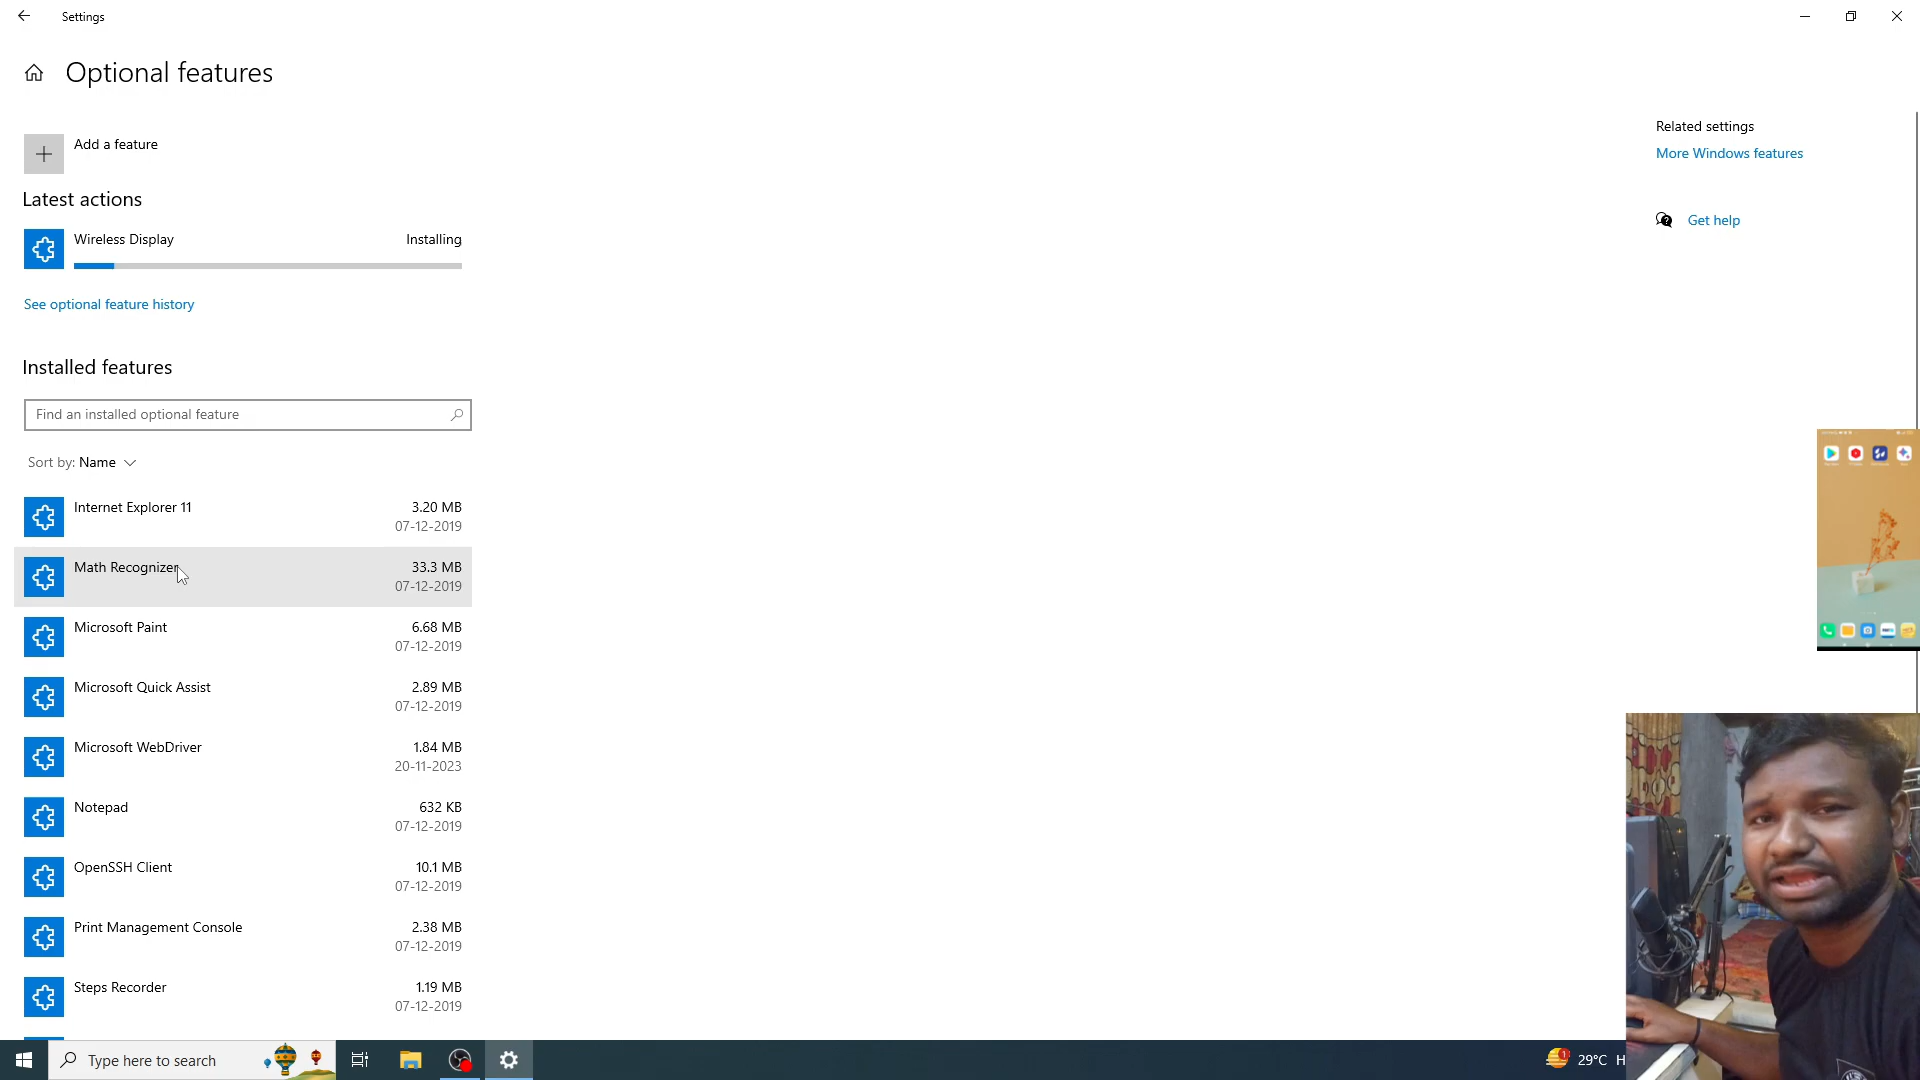 Settings
Optional features
Add a feature
Latest actions
Wireless Display
Installing
See optional feature history
Installed features
Find an installed optional feature
Sort by: Name
Internet Explorer 11
3.20 MB
07-12-2019
Math Recognizer
33.3 MB
07-12-2019
Microsoft Paint
6.68 MB
07-12-2019
Microsoft Quick Assist
2.89 MB
07-12-2019
Microsoft WebDriver
1.84 MB
20-11-2023
Notepad
632 KB
07-12-2019
OpenSSH Client
10.1 MB
07-12-2019
Print Management Console
2.38 MB
07-12-2019
Steps Recorder
1.19 MB
07-12-2019
Related settings
More Windows features
Get help
Type here to search
1
29°C H